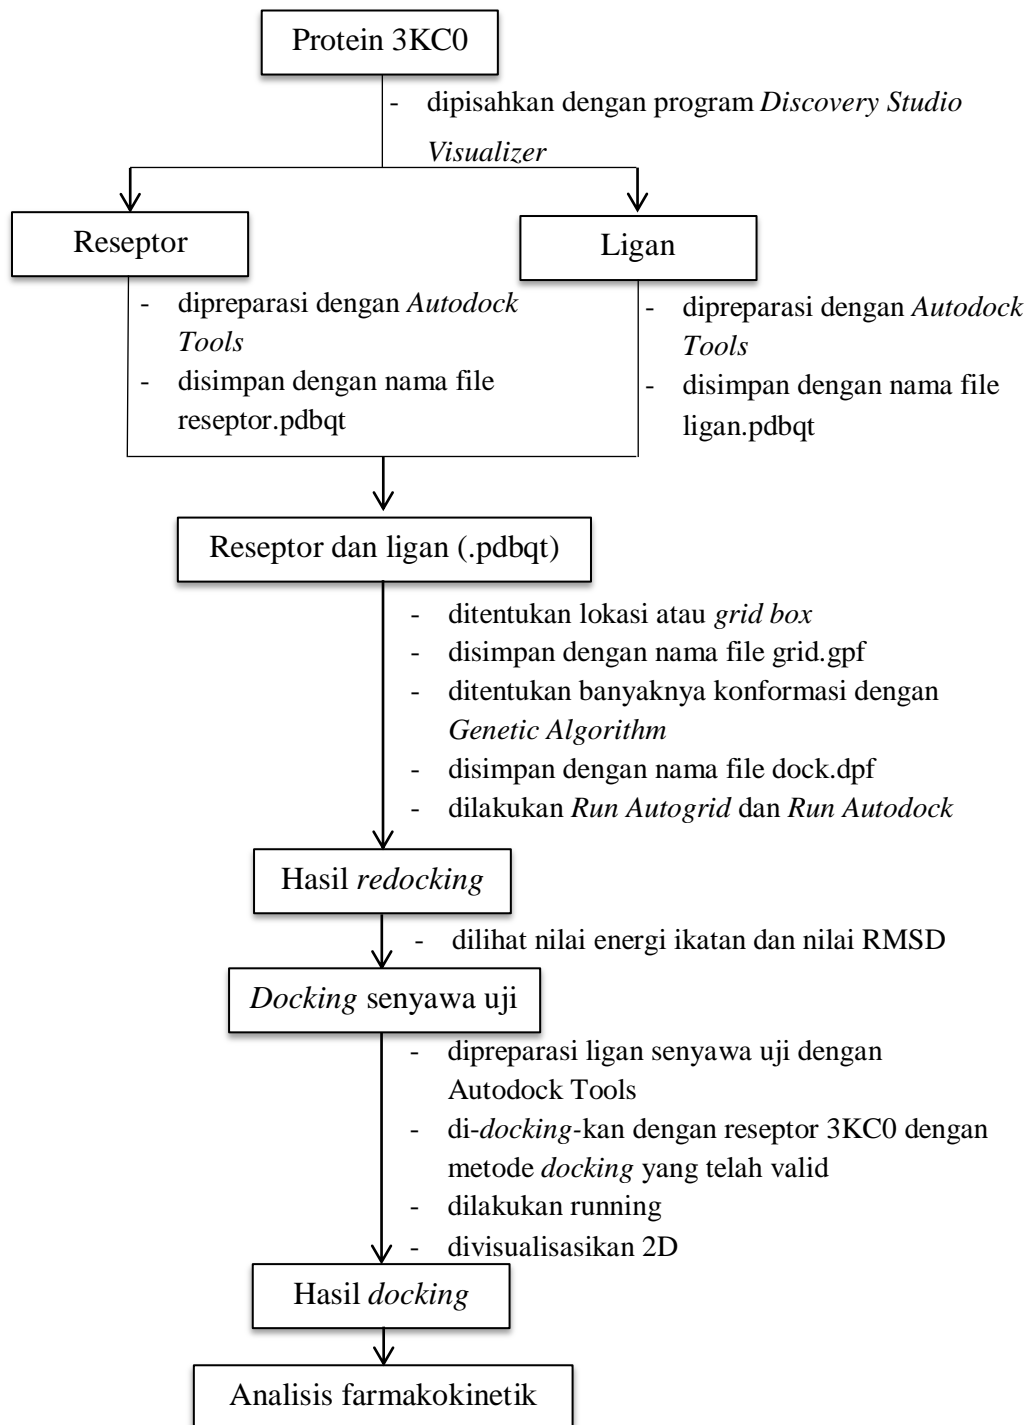 Protein 3KC0
- dipisahkan dengan program Discovery Studio
Visualizer
Reseptor
- dipreparasi dengan Autodock
Tools
- disimpan dengan nama file
reseptor.pdbqt
Ligan
- dipreparasi dengan Autodock
Tools
- disimpan dengan nama file
ligan.pdbqt
Reseptor dan ligan (.pdbqt)
- ditentukan lokasi atau grid box
- disimpan dengan nama file grid.gpf
- ditentukan banyaknya konformasi dengan
Genetic Algorithm
- disimpan dengan nama file dock.dpf
- dilakukan Run Autogrid dan Run Autodock
Hasil redocking
- dilihat nilai energi ikatan dan nilai RMSD
Docking senyawa uji
- dipreparasi ligan senyawa uji dengan
Autodock Tools
- di-docking-kan dengan reseptor 3KC0 dengan
metode docking yang telah valid
- dilakukan running
- divisualisasikan 2D
Hasil docking
Analisis farmakokinetik